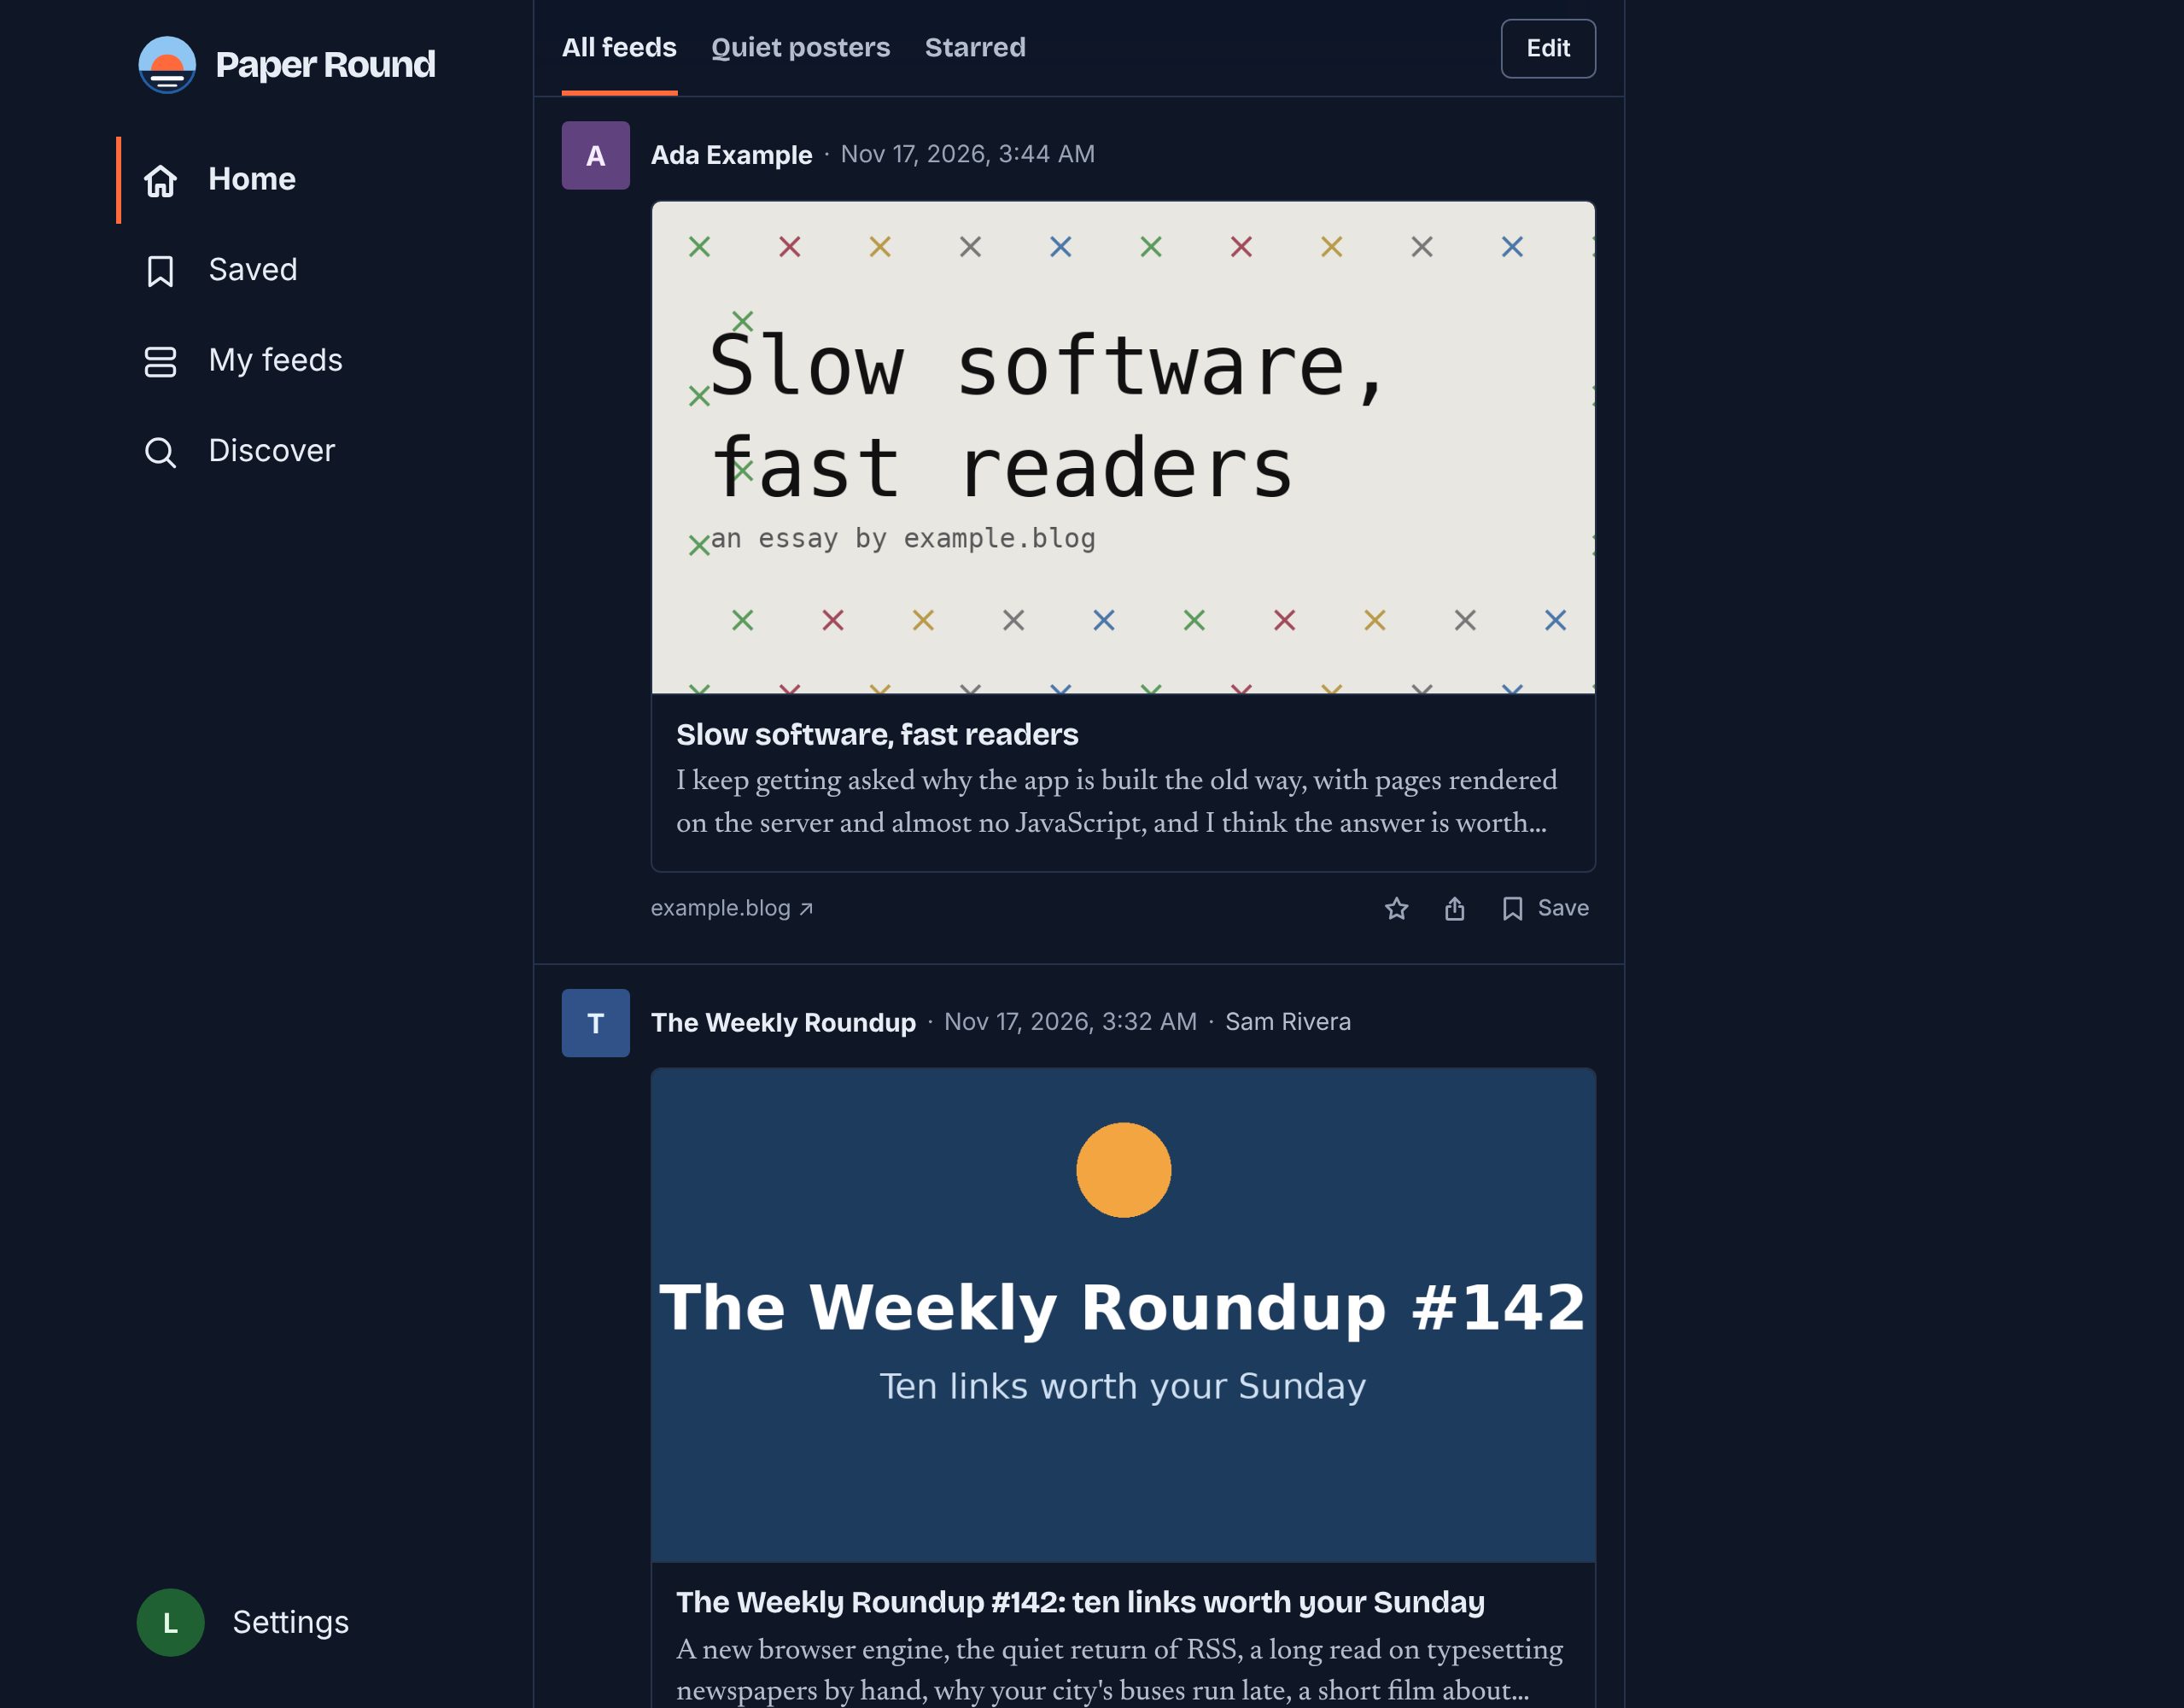 Paper Round
Home
Saved
My feeds
Discover
L
Settings
All feeds
Quiet posters
Starred
Edit
A
Ada Example · Nov 17, 2026, 3:44 AM
Slow software,
fast readers
an essay by example.blog
Slow software, fast readers
I keep getting asked why the app is built the old way, with pages rendered
on the server and almost no JavaScript, and I think the answer is worth...
example.blog ↗
Save
T
The Weekly Roundup · Nov 17, 2026, 3:32 AM · Sam Rivera
The Weekly Roundup #142
Ten links worth your Sunday
The Weekly Roundup #142: ten links worth your Sunday
A new browser engine, the quiet return of RSS, a long read on typesetting
newspapers by hand, why your city's buses run late, a short film about...